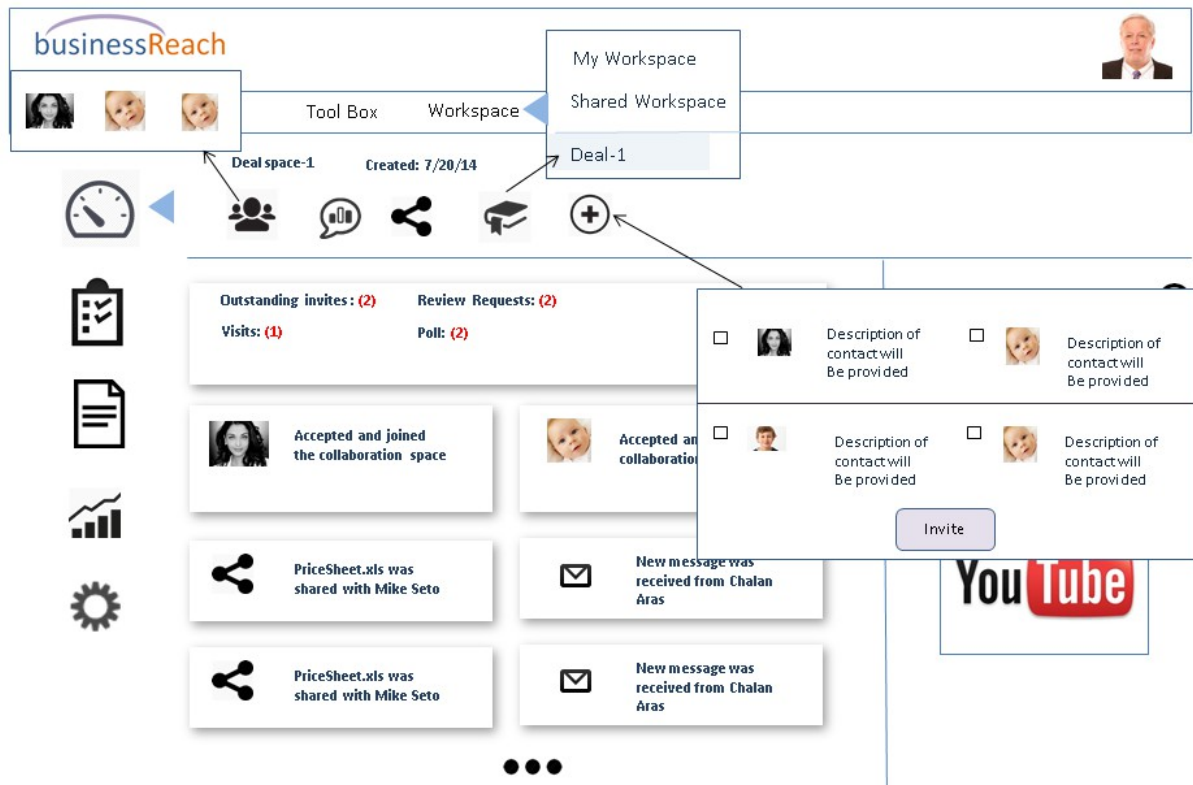 businessReach
Tool Box
Workspace
My Workspace
Shared Workspace
Deal-1
Deal space-1
Created: 7/20/14
Outstanding invites: (2)
Review Requests: (2)
Visits: (1)
Poll: (2)
Description of
contact will
Be provided
Description of
contact will
Be provided
Description of
contact will
Be provided
Description of
contact will
Be provided
Invite
Accepted and joined
the collaboration space
Accepted an
collaboration
PriceSheet.xls was
shared with Mike Seto
New message was
received from Chalan
Aras
YouTube
PriceSheet.xls was
shared with Mike Seto
New message was
received from Chalan
Aras